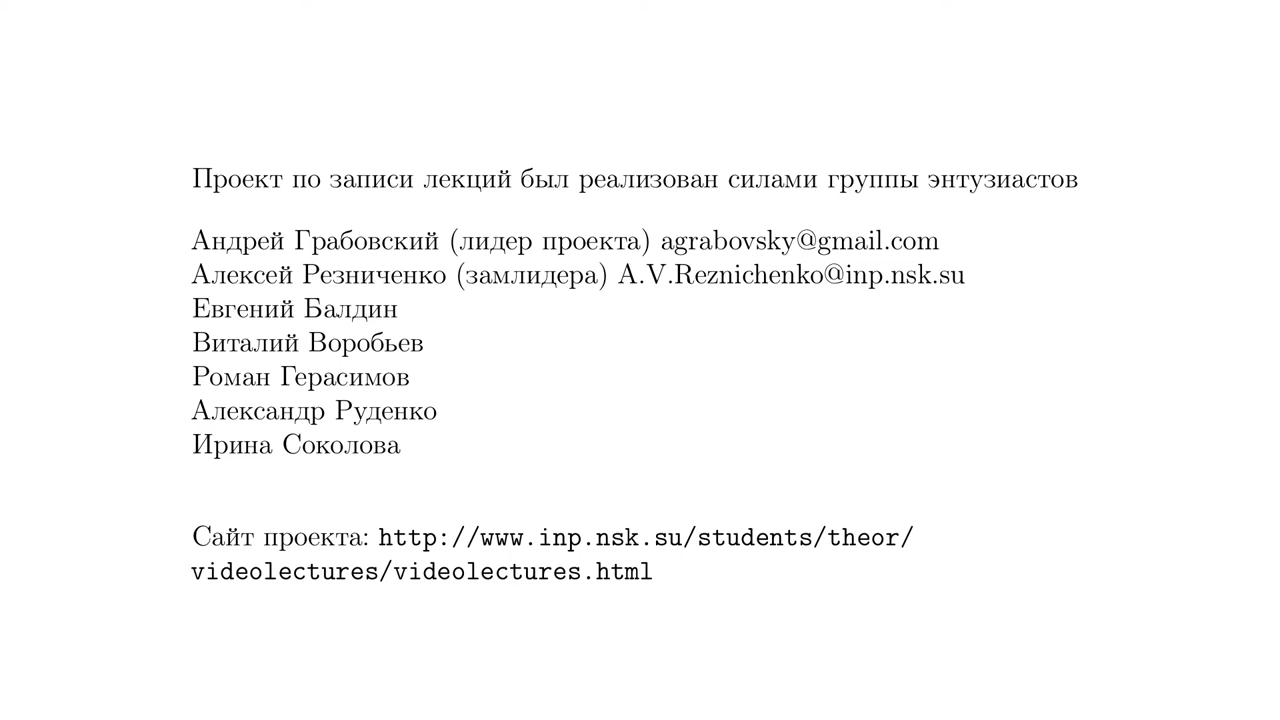 Проект по записи лекций был реализован силами группы энтузиастов
Андрей Грабовский (лидер проекта) agrabovsky@gmail.com
Алексей Резниченко (замлидера) A.V.Reznichenko@inp.nsk.su
Евгений Балдин
Виталий Воробьев
Роман Герасимов
Александр Руденко
Ирина Соколова
Сайт проекта: http://www.inp.nsk.su/students/theor/
videolectures/videolectures.html